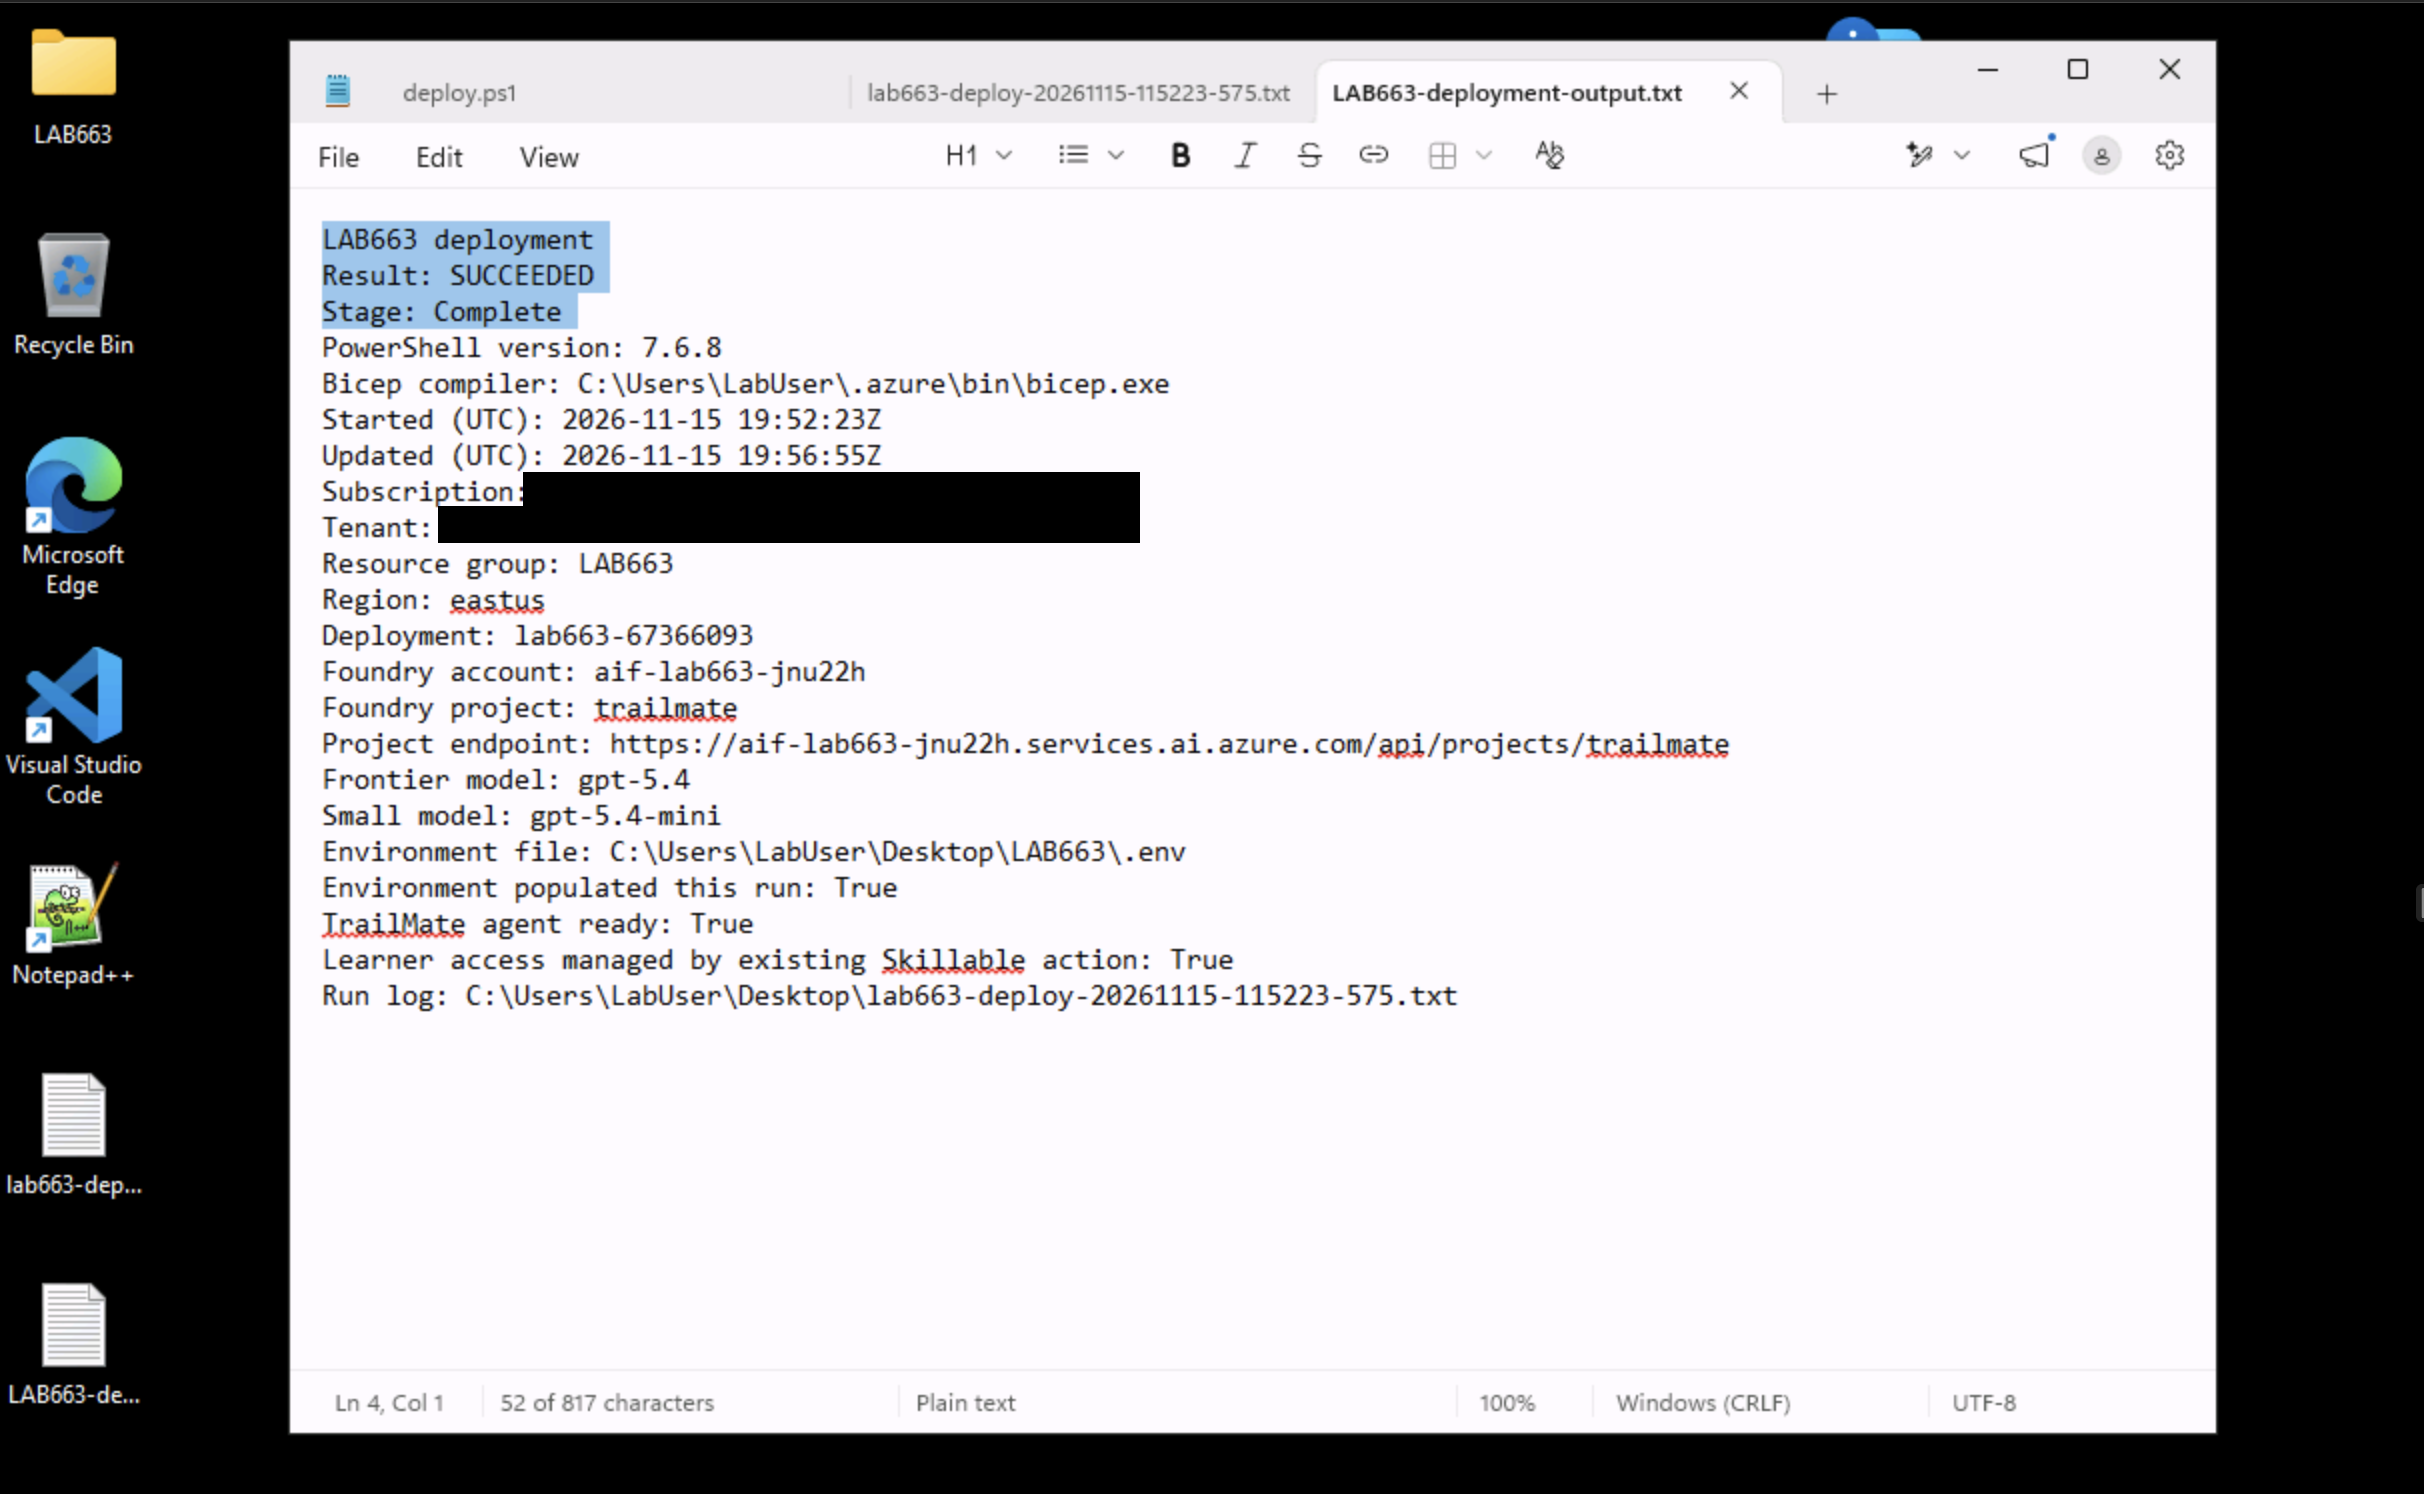 LAB663
Recycle Bin
Microsoft
Edge
Visual Studio
Code
Notepad++
lab663-dep...
LAB663-de...
deploy.ps1
lab663-deploy-20261115-115223-575.txt
LAB663-deployment-output.txt
File
Edit
View
H1
LAB663 deployment
Result: SUCCEEDED
Stage: Complete
PowerShell version: 7.6.8
Bicep compiler: C:\Users\LabUser\.azure\bin\bicep.exe
Started (UTC): 2026-11-15 19:52:23Z
Updated (UTC): 2026-11-15 19:56:55Z
Subscription:
Tenant:
Resource group: LAB663
Region: eastus
Deployment: lab663-67366093
Foundry account: aif-lab663-jnu22h
Foundry project: trailmate
Project endpoint: https://aif-lab663-jnu22h.services.ai.azure.com/api/projects/trailmate
Frontier model: gpt-5.4
Small model: gpt-5.4-mini
Environment file: C:\Users\LabUser\Desktop\LAB663\.env
Environment populated this run: True
TrailMate agent ready: True
Learner access managed by existing Skillable action: True
Run log: C:\Users\LabUser\Desktop\lab663-deploy-20261115-115223-575.txt
Ln 4, Col 1
52 of 817 characters
Plain text
100%
Windows (CRLF)
UTF-8